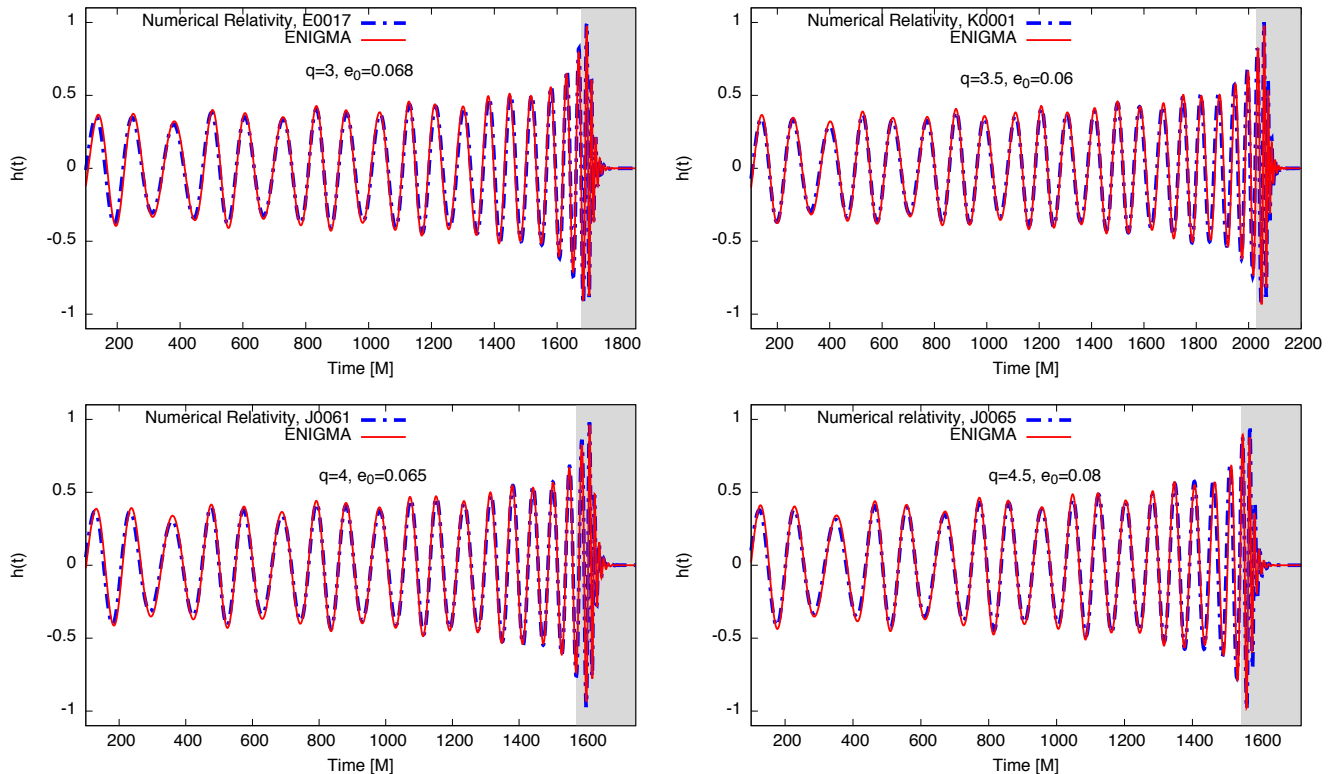 Numerical Relativity, E0017
ENIGMA
q=3, e₀=0.068
h(t)
1
0.5
0
-0.5
-1
200 400 600 800 1000 1200 1400 1600 1800
Time [M]
Numerical Relativity, K0001
ENIGMA
q=3.5, e₀=0.06
h(t)
1
0.5
0
-0.5
-1
200 400 600 800 1000 1200 1400 1600 1800 2000 2200
Time [M]
Numerical Relativity, J0061
ENIGMA
q=4, e₀=0.065
h(t)
1
0.5
0
-0.5
-1
200 400 600 800 1000 1200 1400 1600
Time [M]
Numerical relativity, J0065
ENIGMA
q=4.5, e₀=0.08
h(t)
1
0.5
0
-0.5
-1
200 400 600 800 1000 1200 1400 1600
Time [M]